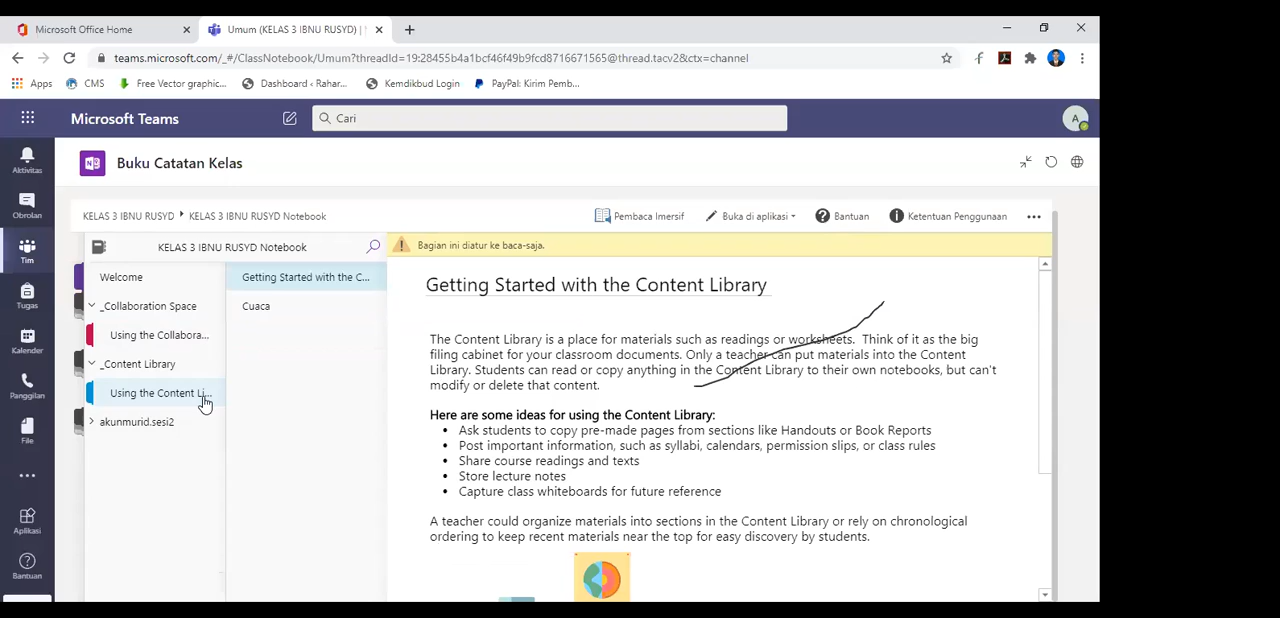 Microsoft Office Home
Umum (KELAS 3 IBNU RUSYD) |
teams.microsoft.com/_#/ClassNotebook/Umum?threadId=19:28455b4a1bcf46f49b9fcd8716671565@thread.tacv2&ctx=channel
Apps
CMS
Free Vector graphic...
Dashboard ‹ Rahar...
Kemdikbud Login
PayPal: Kirim Pemb...
Microsoft Teams
Cari
A
Aktivitas
Obrolan
Tim
Tugas
Kalender
Panggilan
File
Aplikasi
Bantuan
Buku Catatan Kelas
KELAS 3 IBNU RUSYD
KELAS 3 IBNU RUSYD Notebook
Pembaca Imersif
Buka di aplikasi
Bantuan
Ketentuan Penggunaan
KELAS 3 IBNU RUSYD Notebook
Bagian ini diatur ke baca-saja.
Welcome
_Collaboration Space
Using the Collabora...
_Content Library
Using the Content Li...
akunmurid.sesi2
Getting Started with the C...
Cuaca
Getting Started with the Content Library
The Content Library is a place for materials such as readings or worksheets. Think of it as the big
filing cabinet for your classroom documents. Only a teacher can put materials into the Content
Library. Students can read or copy anything in the Content Library to their own notebooks, but can't
modify or delete that content.
Here are some ideas for using the Content Library:
• Ask students to copy pre-made pages from sections like Handouts or Book Reports
• Post important information, such as syllabi, calendars, permission slips, or class rules
• Share course readings and texts
• Store lecture notes
• Capture class whiteboards for future reference
A teacher could organize materials into sections in the Content Library or rely on chronological
ordering to keep recent materials near the top for easy discovery by students.